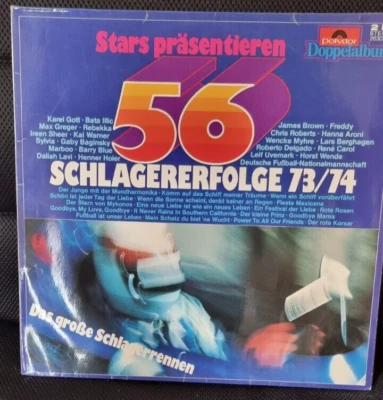 Stars präsentieren
polydor
Doppelalbum
56
Karel Gott · Bata Illic
Max Greger · Rebekka
Ireen Sheer · Kai Warner
Sylvia · Gaby Baginsky
Marboo · Barry Blue
Daliah Lavi · Henner Hoier
James Brown · Freddy
Chris Roberts · Hanna Aroni
Wencke Myhre · Lars Berghagen
Roberto Delgado · René Carol
Leif Uvemark · Horst Wende
Deutsche Fußball-Nationalmannschaft
SCHLAGERERFOLGE 73/74
Der Junge mit der Mundharmonika · Komm auf das Schiff meiner Träume · Wenn ein Schiff vorüberfährt
Schön ist jeder Tag der Liebe · Wenn die Sonne scheint, denkt keiner an Regen · Fiesta Mexicana
Der Stern von Mykonos · Eine neue Liebe ist wie ein neues Leben · Ein Festival der Liebe · Rote Rosen
Goodbye, My Love, Goodbye · It Never Rains In Southern California · Der kleine Prinz · Goodbye Mama
Fußball ist unser Leben · Mein Schatz du bist 'ne Wucht · Power To All Our Friends · Der rote Korsar
Das große Schlagerrennen